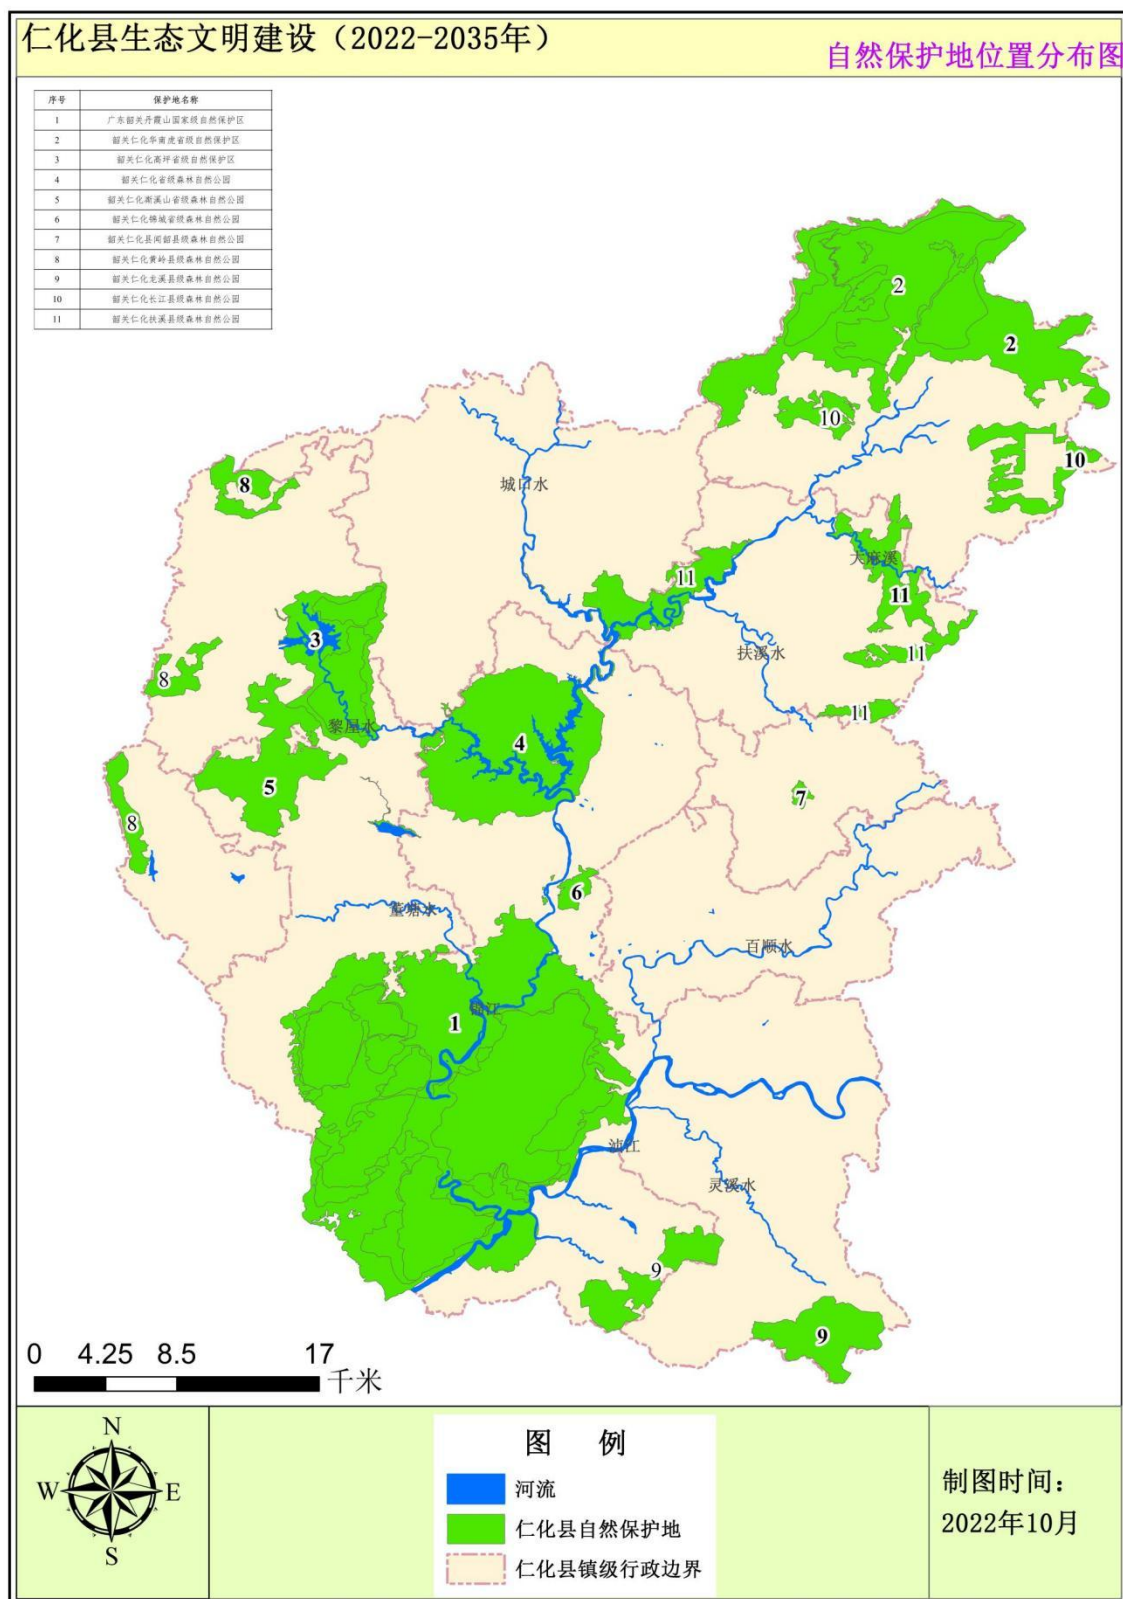 仁化县生态文明建设（2022-2035年）
自然保护地位置分布图
序号 保护地名称
1 广东韶关丹霞山国家级自然保护区
2 韶关仁化华南虎省级自然保护区
3 韶关仁化高坪省级自然保护区
4 韶关仁化省级森林自然公园
5 韶关仁化澌溪山省级森林自然公园
6 韶关仁化锦城省级森林自然公园
7 韶关仁化县闻韶县级森林自然公园
8 韶关仁化黄岭县级森林自然公园
9 韶关仁化龙溪县级森林自然公园
10 韶关仁化长江县级森林自然公园
11 韶关仁化扶溪县级森林自然公园
2
2
10
10
8
城口水
大麻溪
11
11
3
扶溪水
11
8
11
黎屋水
4
5
7
8
6
董塘水
百顺水
锦江
1
浈江
灵溪水
9
9
0 4.25 8.5 17
千米
N
W E
S
图 例
河流
仁化县自然保护地
仁化县镇级行政边界
制图时间：
2022年10月